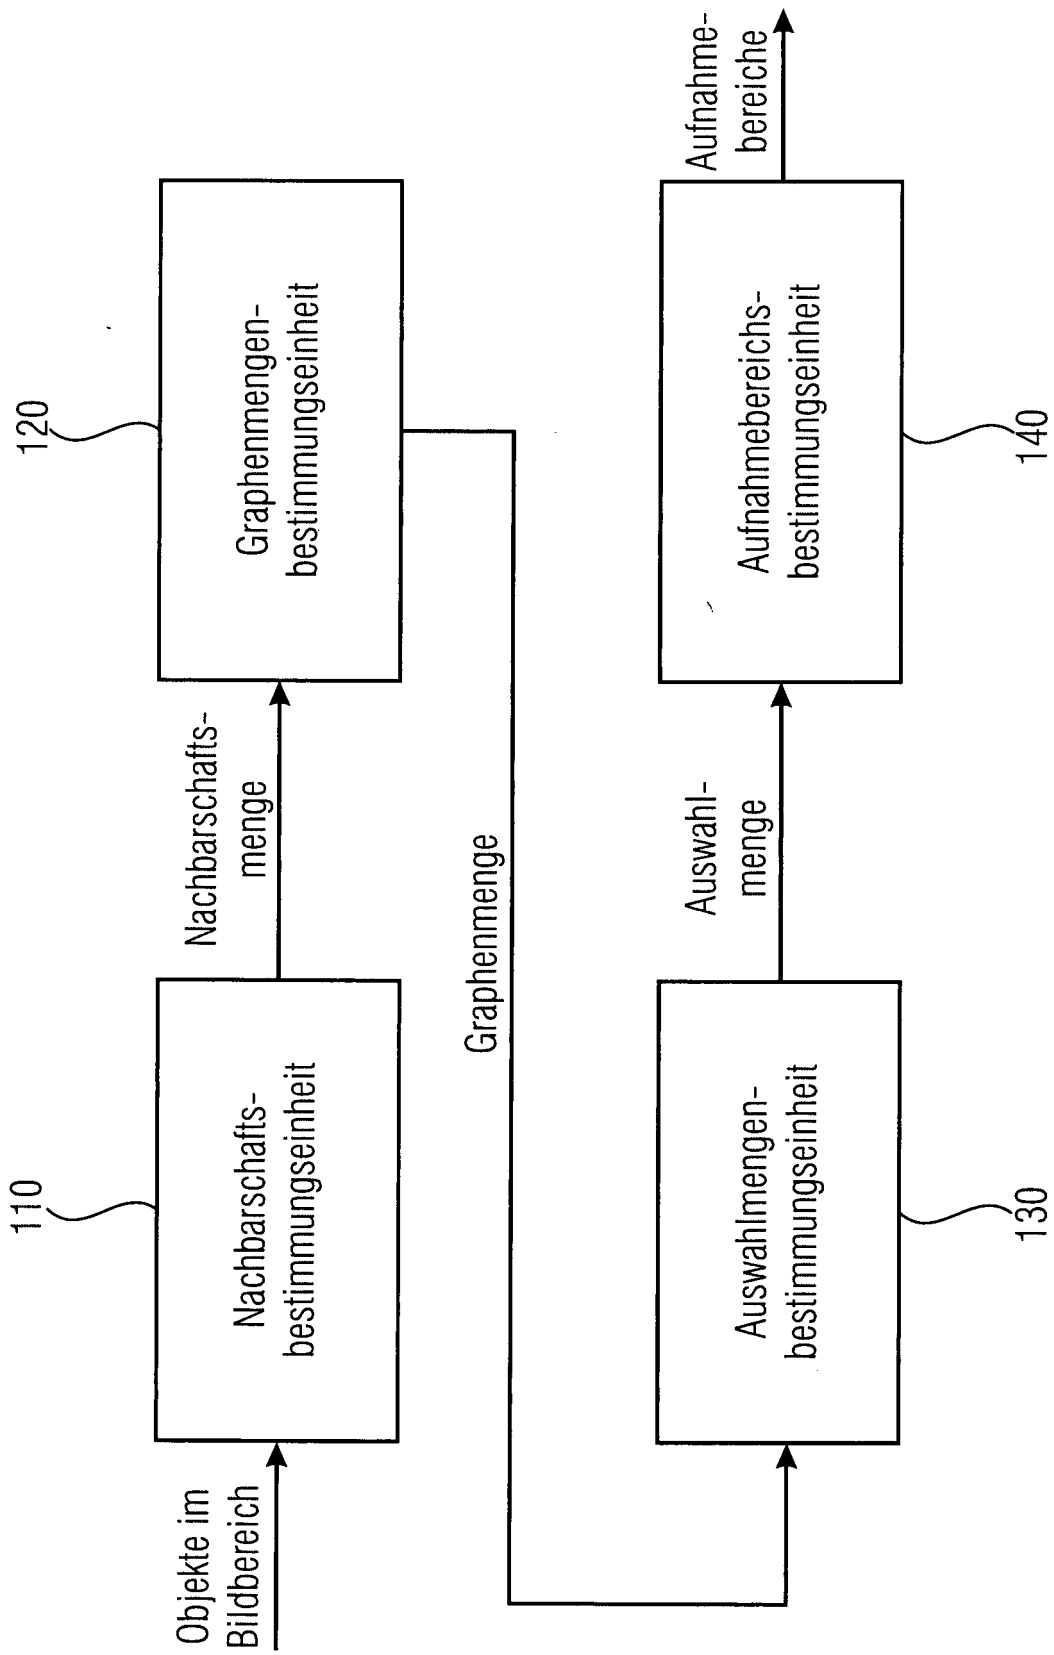 110
120
Objekte im
Bildbereich
Nachbarschafts-
bestimmungseinheit
Nachbarschafts-
menge
Graphenmengen-
bestimmungseinheit
Graphenmenge
Auswahlmengen-
bestimmungseinheit
Auswahl-
menge
Aufnahmebereichs-
bestimmungseinheit
Aufnahme-
bereiche
130
140